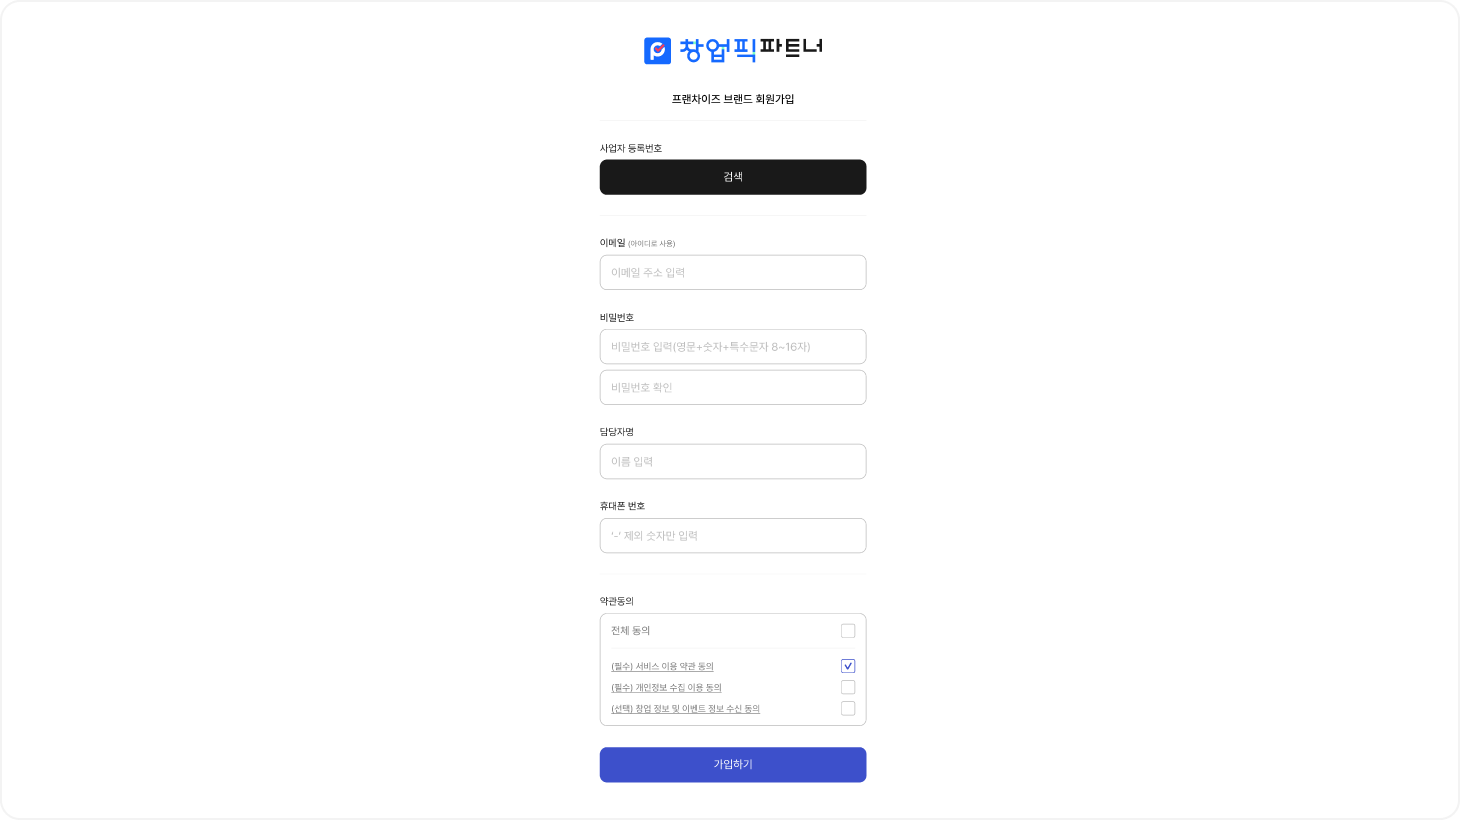 창업픽파트너
프랜차이즈 브랜드 회원가입
사업자 등록번호
검색
이메일 (아이디로 사용)
이메일 주소 입력
비밀번호
비밀번호 입력(영문+숫자+특수문자 8~16자)
비밀번호 확인
담당자명
이름 입력
휴대폰 번호
'-' 제외 숫자만 입력
약관동의
전체 동의
(필수) 서비스 이용 약관 동의
(필수) 개인정보 수집 이용 동의
(선택) 창업 정보 및 이벤트 정보 수신 동의
가입하기